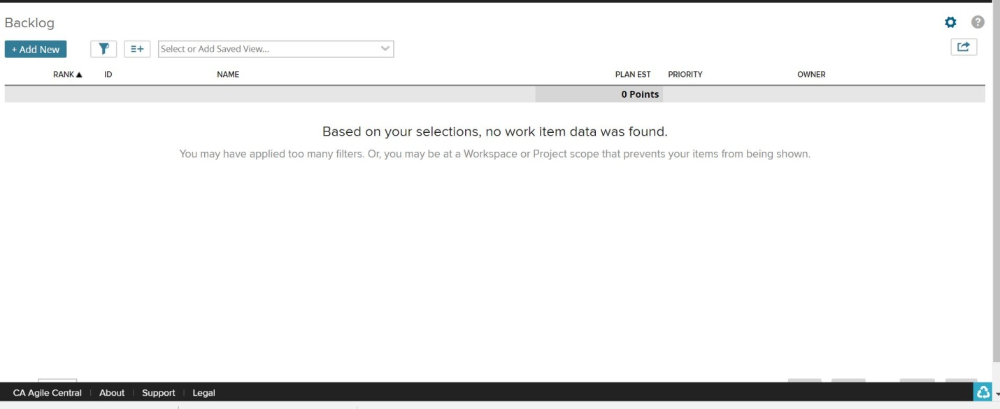 Backlog
?
+ Add New
Select or Add Saved View...
RANK ID NAME PLAN EST PRIORITY OWNER
0 Points
Based on your selections, no work item data was found.
You may have applied too many filters. Or, you may be at a Workspace or Project scope that prevents your items from being shown.
CA Agile Central | About | Support | Legal